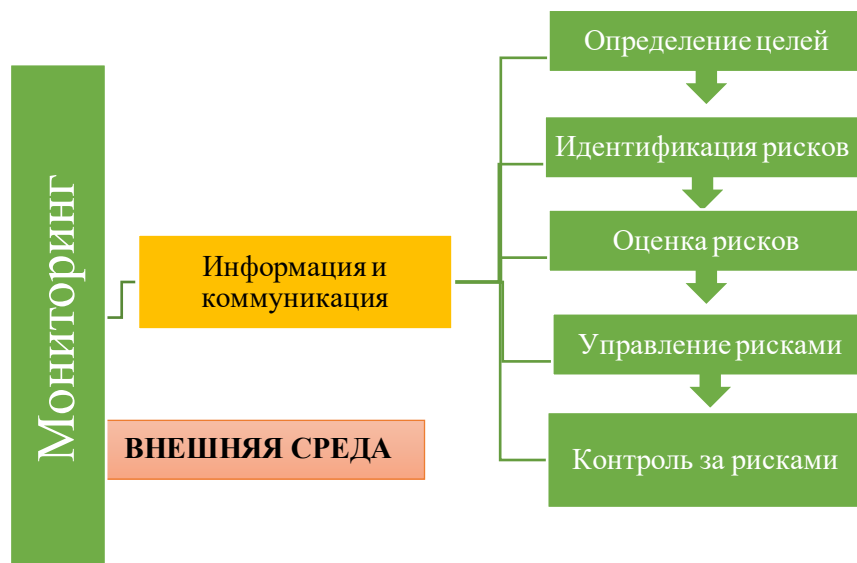 Мониторинг
Информация и
коммуникация
ВНЕШНЯЯ СРЕДА
Определение целей
Идентификация рисков
Оценка рисков
Управление рисками
Контроль за рисками